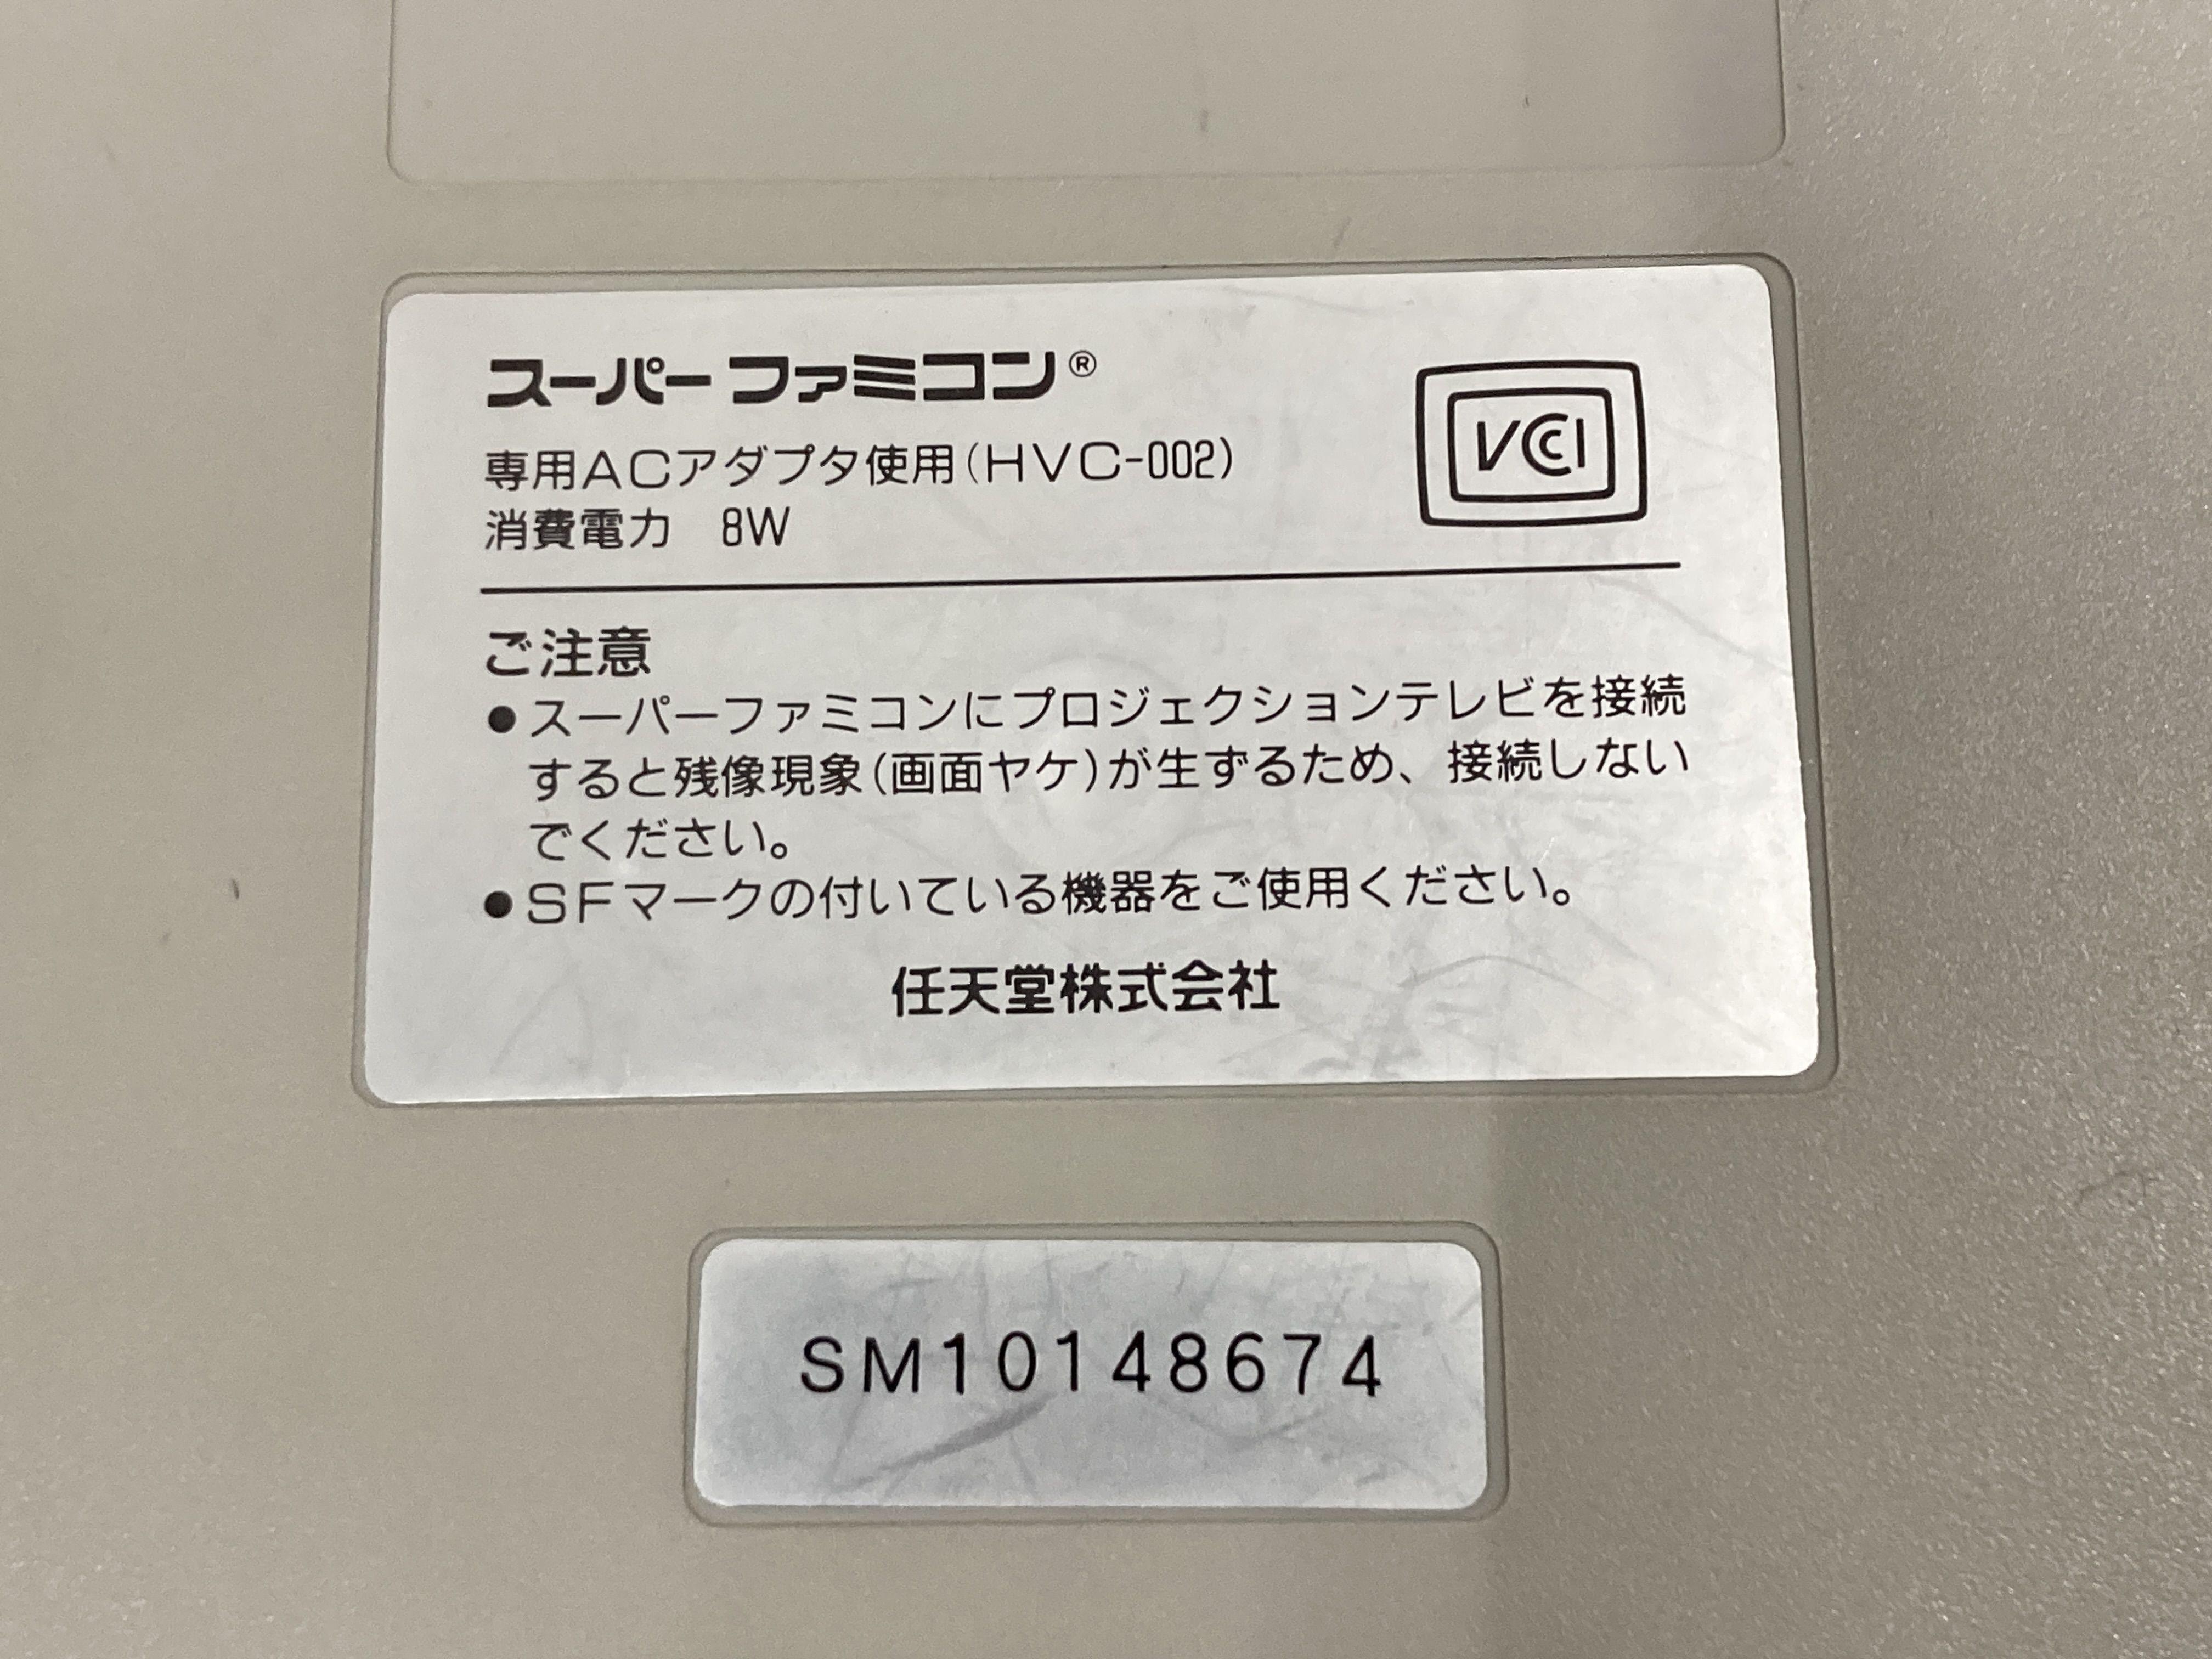 スーパーファミコン®
専用ACアダプタ使用(HVC-002)
消費電力　8W
VCCI
ご注意
●スーパーファミコンにプロジェクションテレビを接続
すると残像現象(画面ヤケ)が生ずるため、接続しない
でください。
●SFマークの付いている機器をご使用ください。
任天堂株式会社
SM10148674